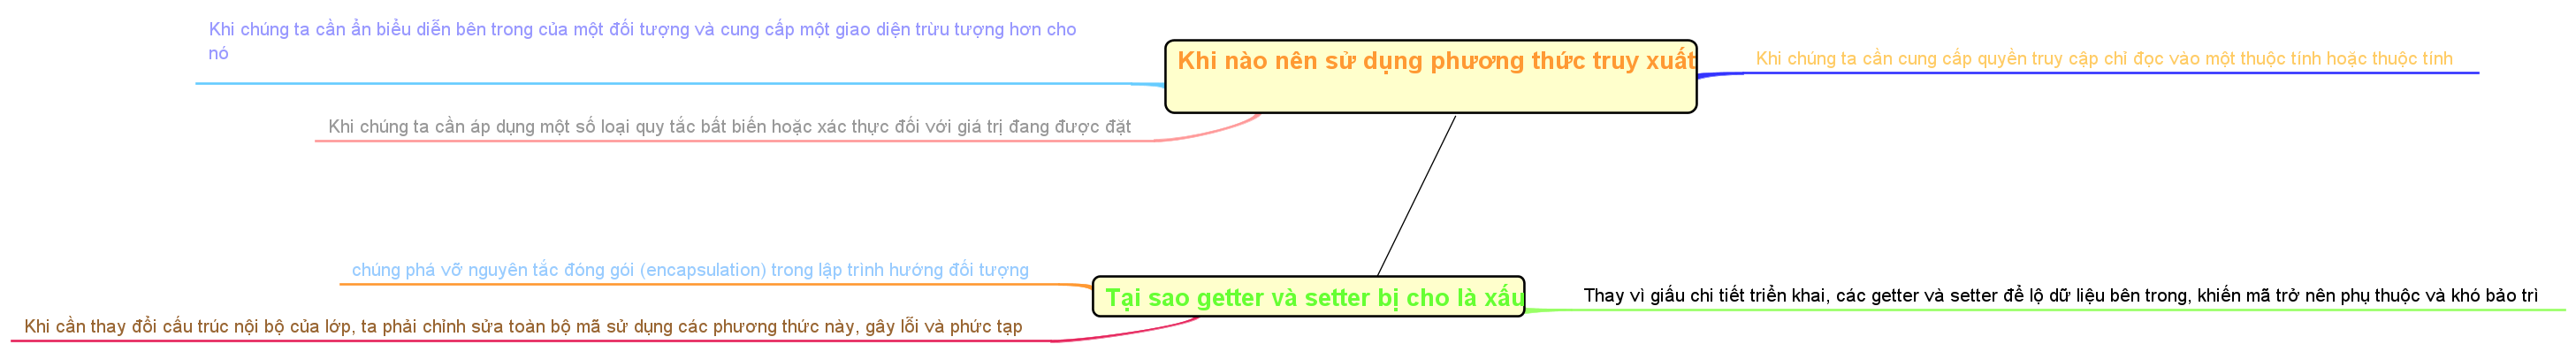 Khi chúng ta cần ẩn biểu diễn bên trong của một đối tượng và cung cấp một giao diện trừu tượng hơn cho
nó
Khi nào nên sử dụng phương thức truy xuất
Khi chúng ta cần cung cấp quyền truy cập chỉ đọc vào một thuộc tính hoặc thuộc tính
Khi chúng ta cần áp dụng một số loại quy tắc bất biến hoặc xác thực đối với giá trị đang được đặt
chúng phá vỡ nguyên tắc đóng gói (encapsulation) trong lập trình hướng đối tượng
Tại sao getter và setter bị cho là xấu
Thay vì giấu chi tiết triển khai, các getter và setter để lộ dữ liệu bên trong, khiến mã trở nên phụ thuộc và khó bảo trì
Khi cần thay đổi cấu trúc nội bộ của lớp, ta phải chỉnh sửa toàn bộ mã sử dụng các phương thức này, gây lỗi và phức tạp